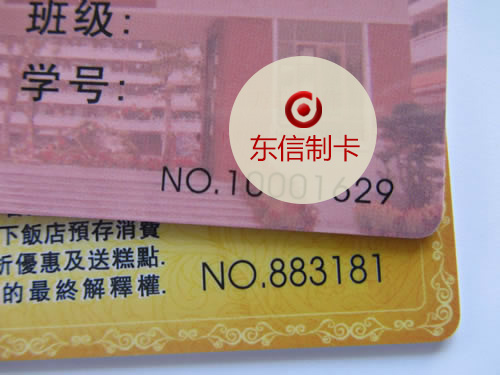 班级:
学号:
东信制卡
NO.10001629
下飯店預存消費
折優惠及送糕點.
的最終解釋權.
NO.883181